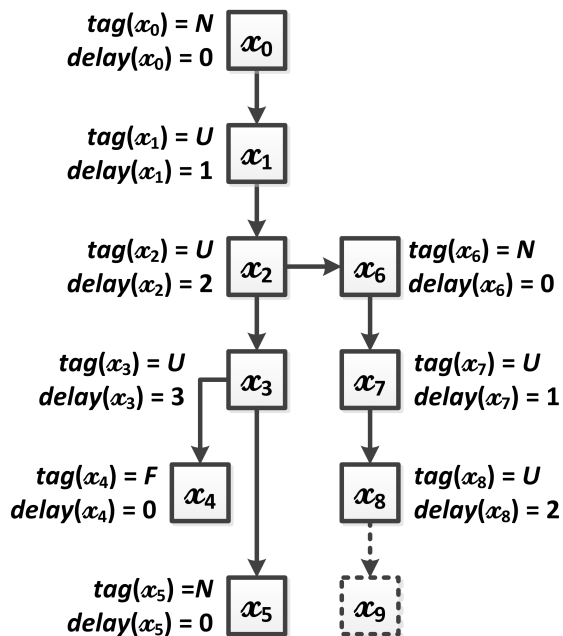 tag(x0) = N
delay(x0) = 0
x0
tag(x1) = U
delay(x1) = 1
x1
tag(x2) = U
delay(x2) = 2
x2
x6
tag(x6) = N
delay(x6) = 0
tag(x3) = U
delay(x3) = 3
x3
x7
tag(x7) = U
delay(x7) = 1
tag(x4) = F
delay(x4) = 0
x4
x8
tag(x8) = U
delay(x8) = 2
tag(x5) =N
delay(x5) = 0
x5
x9